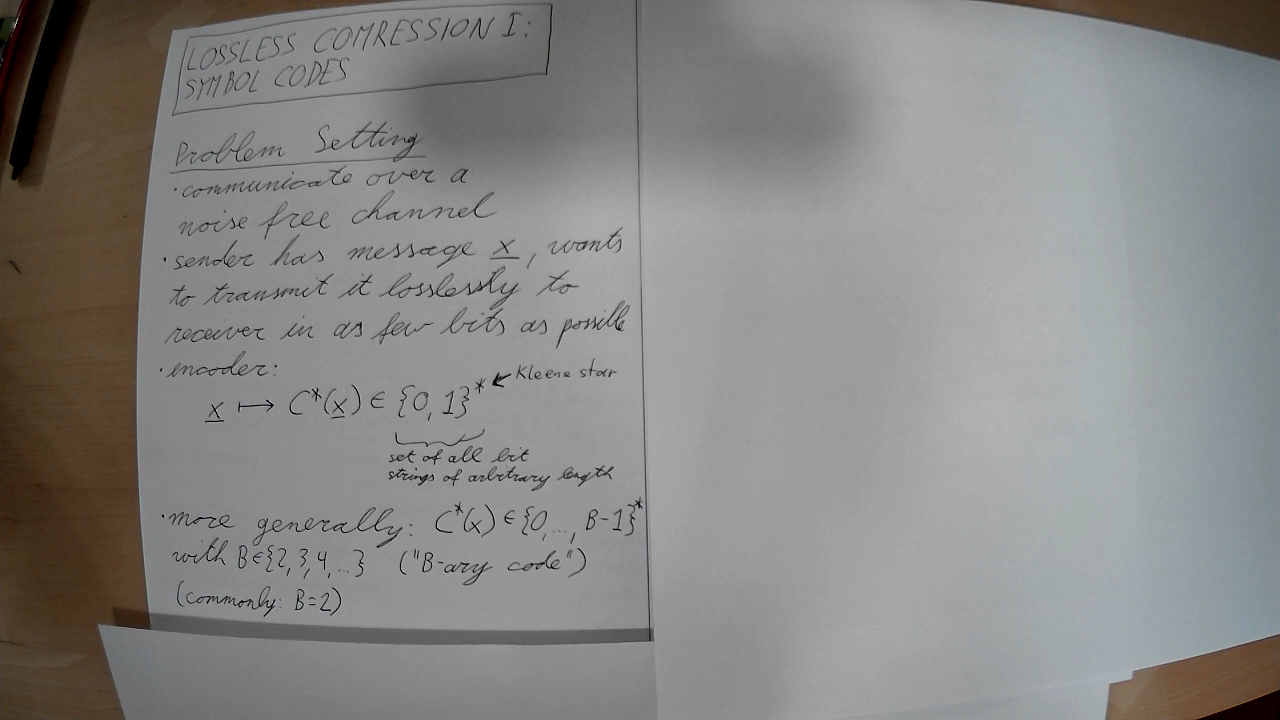 LOSSLESS COMRESSION I:
SYMBOL CODES
Problem Setting
• communicate over a
noise free channel
• sender has message x, wants
to transmit it losslessly to
receiver in as few bits as possible
• encoder:
x ↦ C*(x) ∈ {0, 1}* ← Kleene star
set of all bit
strings of arbitrary length
• more generally: C*(x) ∈ {0, ..., B-1}*
with B∈{2, 3, 4, ...} ("B-ary code")
(commonly: B=2)